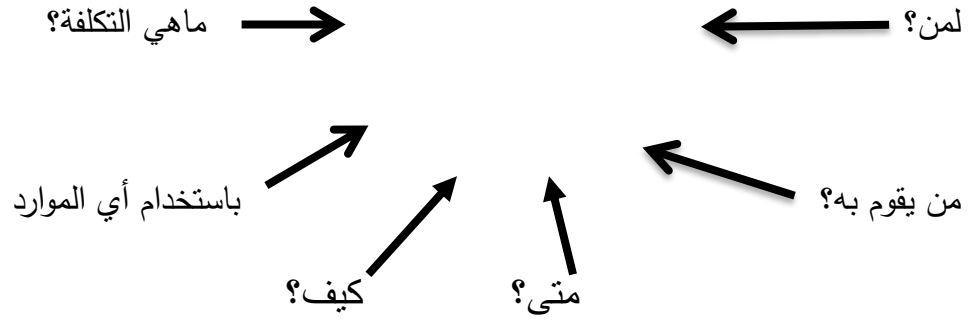 لمن؟
ماهي التكلفة؟
من يقوم به؟
باستخدام أي الموارد
متى؟
كيف؟